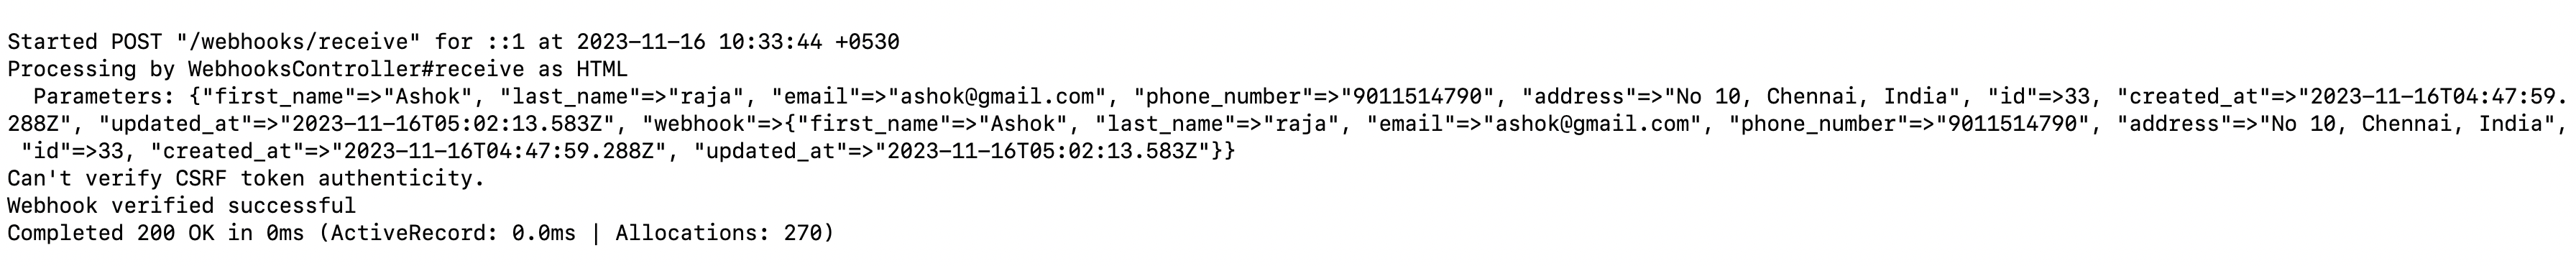 Started POST "/webhooks/receive" for ::1 at 2023-11-16 10:33:44 +0530
Processing by WebhooksController#receive as HTML
  Parameters: {"first_name"=>"Ashok", "last_name"=>"raja", "email"=>"ashok@gmail.com", "phone_number"=>"9011514790", "address"=>"No 10, Chennai, India", "id"=>33, "created_at"=>"2023-11-16T04:47:59.
288Z", "updated_at"=>"2023-11-16T05:02:13.583Z", "webhook"=>{"first_name"=>"Ashok", "last_name"=>"raja", "email"=>"ashok@gmail.com", "phone_number"=>"9011514790", "address"=>"No 10, Chennai, India",
 "id"=>33, "created_at"=>"2023-11-16T04:47:59.288Z", "updated_at"=>"2023-11-16T05:02:13.583Z"}}
Can't verify CSRF token authenticity.
Webhook verified successful
Completed 200 OK in 0ms (ActiveRecord: 0.0ms | Allocations: 270)